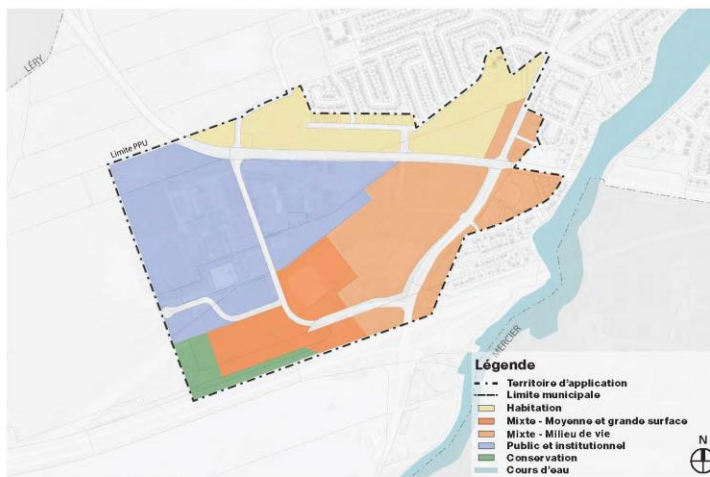 LÉRY
Limite PPU
MERCIER
Légende
Territoire d'application
Limite municipale
Habitation
Mixte - Moyenne et grande surface
Mixte - Milieu de vie
Public et institutionnel
Conservation
Cours d'eau
N